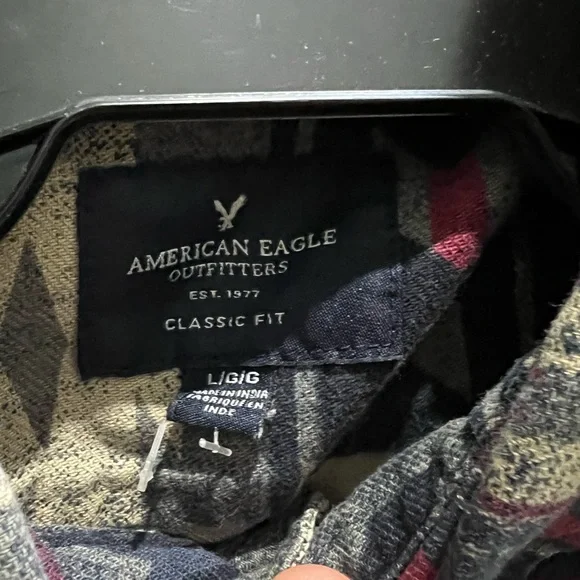 AMERICAN EAGLE
OUTFITTERS
EST. 1977
CLASSIC FIT
L/G/G
MADE IN INDIA
FABRIQUÉ EN
INDE